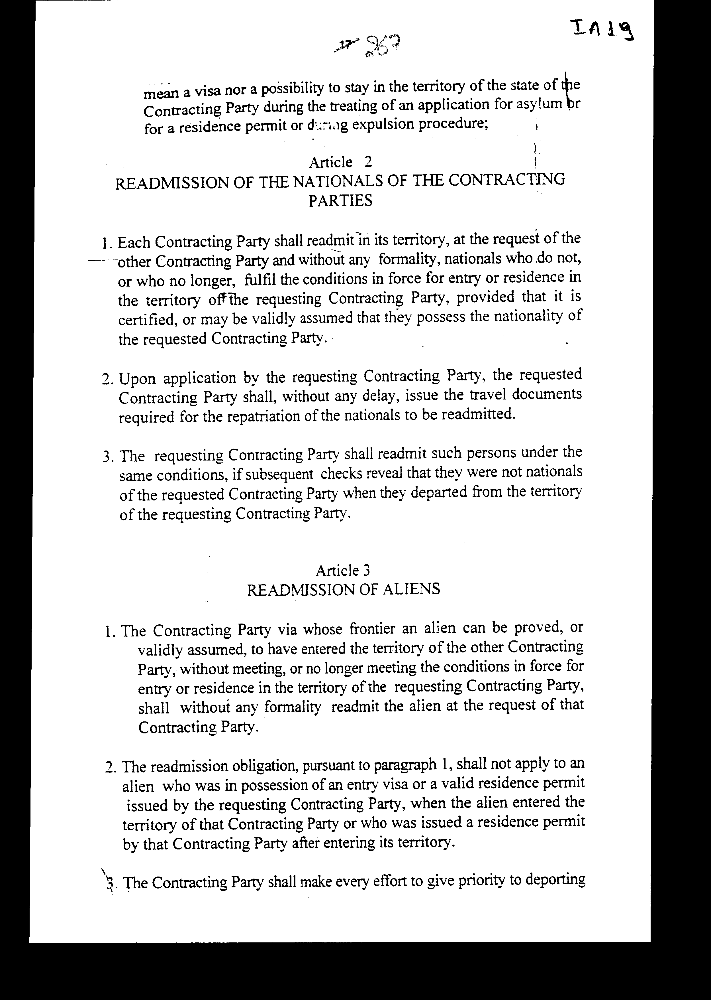 IA19
17 267
mean a visa nor a possibility to stay in the territory of the state of the
Contracting Party during the treating of an application for asylum or
for a residence permit or during expulsion procedure;
Article 2
READMISSION OF THE NATIONALS OF THE CONTRACTING
PARTIES
1. Each Contracting Party shall readmit in its territory, at the request of the
other Contracting Party and without any formality, nationals who do not,
or who no longer, fulfil the conditions in force for entry or residence in
the territory of the requesting Contracting Party, provided that it is
certified, or may be validly assumed that they possess the nationality of
the requested Contracting Party.
2. Upon application by the requesting Contracting Party, the requested
Contracting Party shall, without any delay, issue the travel documents
required for the repatriation of the nationals to be readmitted.
3. The requesting Contracting Party shall readmit such persons under the
same conditions, if subsequent checks reveal that they were not nationals
of the requested Contracting Party when they departed from the territory
of the requesting Contracting Party.
Article 3
READMISSION OF ALIENS
1. The Contracting Party via whose frontier an alien can be proved, or
validly assumed, to have entered the territory of the other Contracting
Party, without meeting, or no longer meeting the conditions in force for
entry or residence in the territory of the requesting Contracting Party,
shall without any formality readmit the alien at the request of that
Contracting Party.
2. The readmission obligation, pursuant to paragraph 1, shall not apply to an
alien who was in possession of an entry visa or a valid residence permit
issued by the requesting Contracting Party, when the alien entered the
territory of that Contracting Party or who was issued a residence permit
by that Contracting Party after entering its territory.
3. The Contracting Party shall make every effort to give priority to deporting